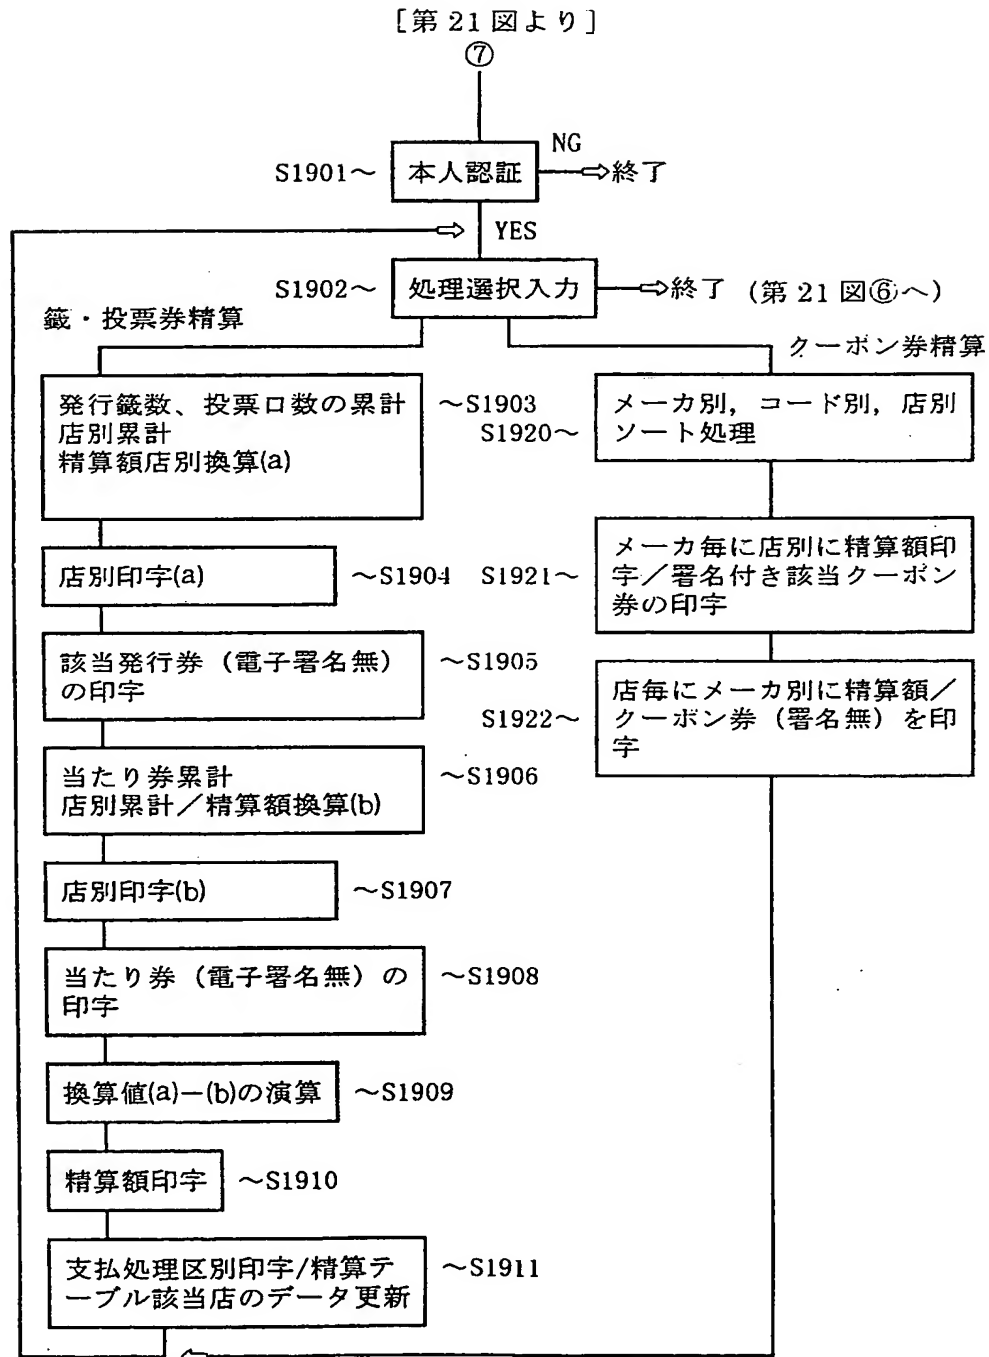 [第21図より]
⑦
NG
S1901～ 本人認証 ⇨終了
YES
S1902～ 処理選択入力 ⇨終了 (第21図⑥へ)
籤・投票券精算
クーポン券精算
発行籤数、投票口数の累計
店別累計
精算額店別換算(a)
～S1903
S1920～
メーカ別，コード別，店別
ソート処理
店別印字(a) ～S1904
S1921～
メーカ毎に店別に精算額印
字／署名付き該当クーポン
券の印字
該当発行券（電子署名無）
の印字
～S1905
S1922～
店毎にメーカ別に精算額／
クーポン券（署名無）を印
字
当たり券累計
店別累計／精算額換算(b)
～S1906
店別印字(b) ～S1907
当たり券（電子署名無）の
印字
～S1908
換算値(a)－(b)の演算 ～S1909
精算額印字 ～S1910
支払処理区別印字/精算テ
ーブル該当店のデータ更新
～S1911